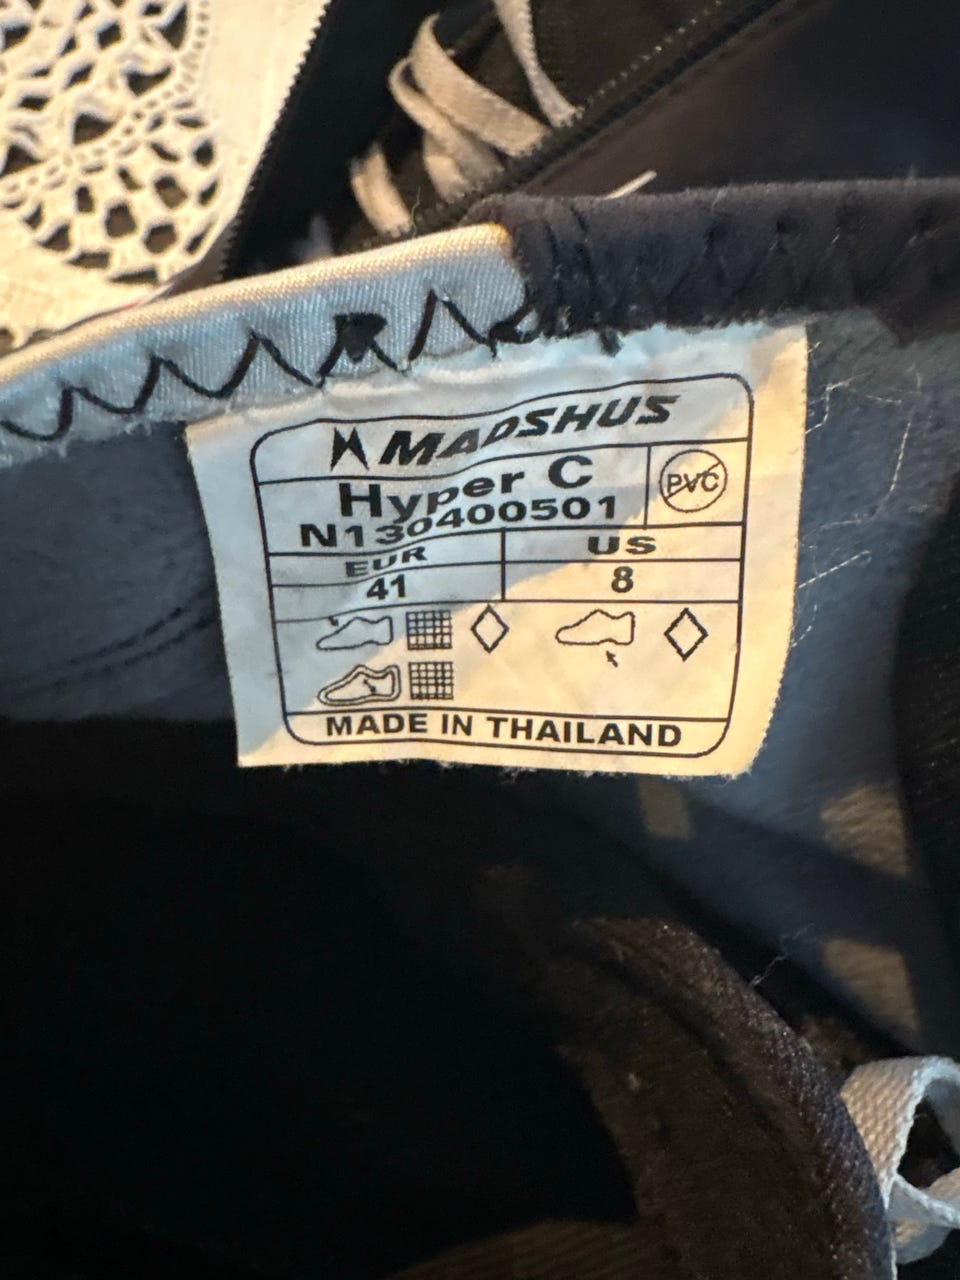 MADSHUS
Hyper C
PVC
N130400501
EUR
US
41
8
MADE IN THAILAND